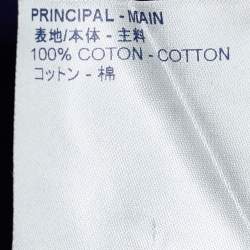 PRINCIPAL - MAIN
表地/本体 - 主料
100% COTON - COTTON
コットン - 棉